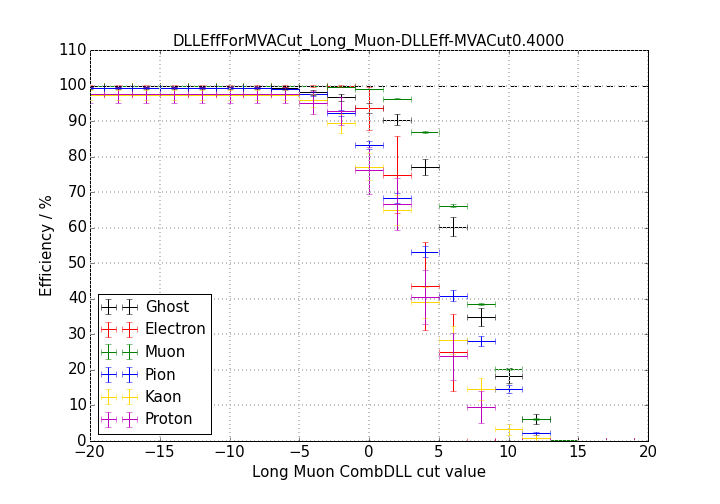 DLLEffForMVACut_Long_Muon-DLLEff-MVACut0.4000
110
100
90
80
70
60
50
40
30
20
10
0
Efficiency / %
Ghost
Electron
Muon
Pion
Kaon
Proton
−20 −15 −10 −5 0 5 10 15 20
Long Muon CombDLL cut value